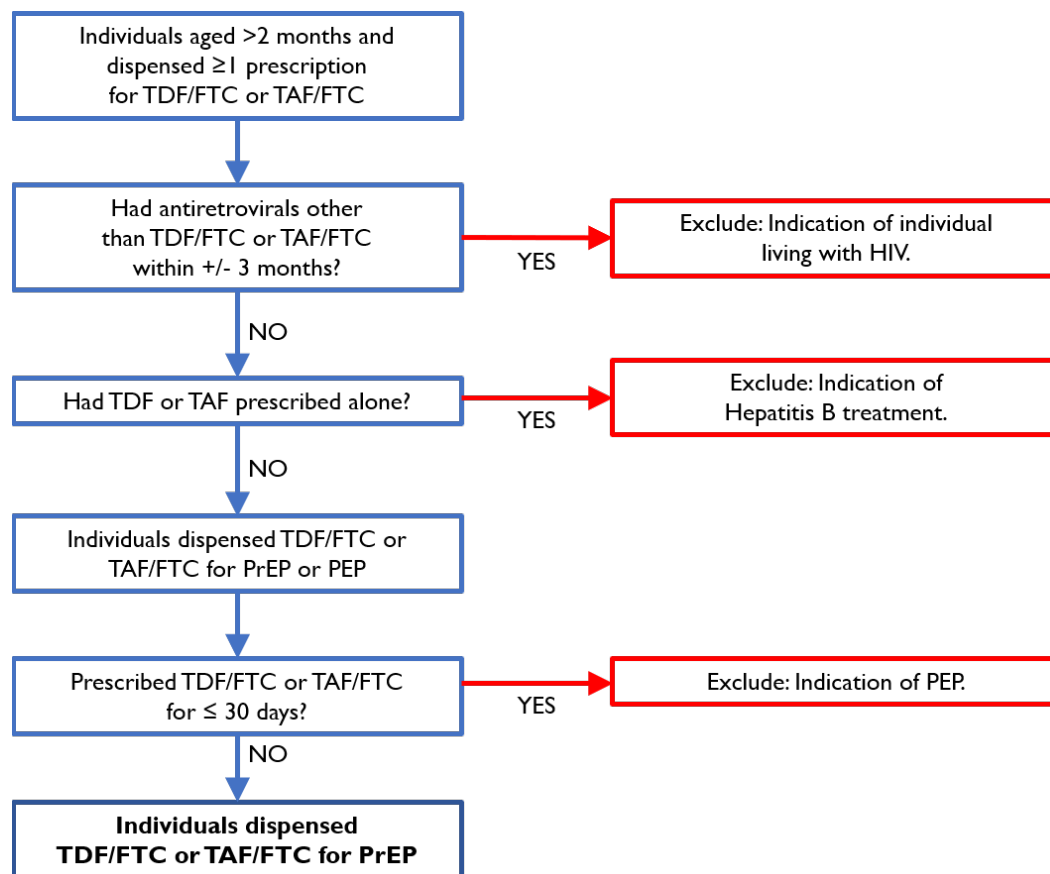 Individuals aged >2 months and
dispensed ≥1 prescription
for TDF/FTC or TAF/FTC
Had antiretrovirals other
than TDF/FTC or TAF/FTC
within +/- 3 months?
YES
Exclude: Indication of individual
living with HIV.
NO
Had TDF or TAF prescribed alone?
YES
Exclude: Indication of
Hepatitis B treatment.
NO
Individuals dispensed TDF/FTC or
TAF/FTC for PrEP or PEP
Prescribed TDF/FTC or TAF/FTC
for ≤ 30 days?
YES
Exclude: Indication of PEP.
NO
Individuals dispensed
TDF/FTC or TAF/FTC for PrEP